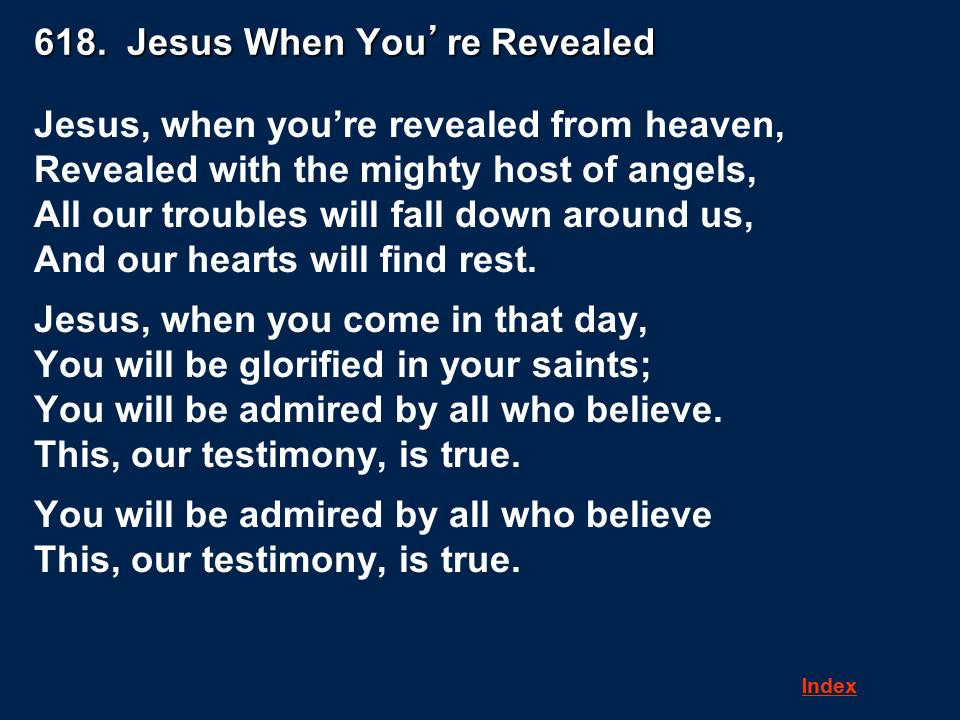 618.  Jesus When You’ re Revealed
Jesus, when you’re revealed from heaven,
Revealed with the mighty host of angels,
All our troubles will fall down around us,
And our hearts will find rest.
Jesus, when you come in that day,
You will be glorified in your saints;
You will be admired by all who believe.
This, our testimony, is true.
You will be admired by all who believe
This, our testimony, is true.
Index